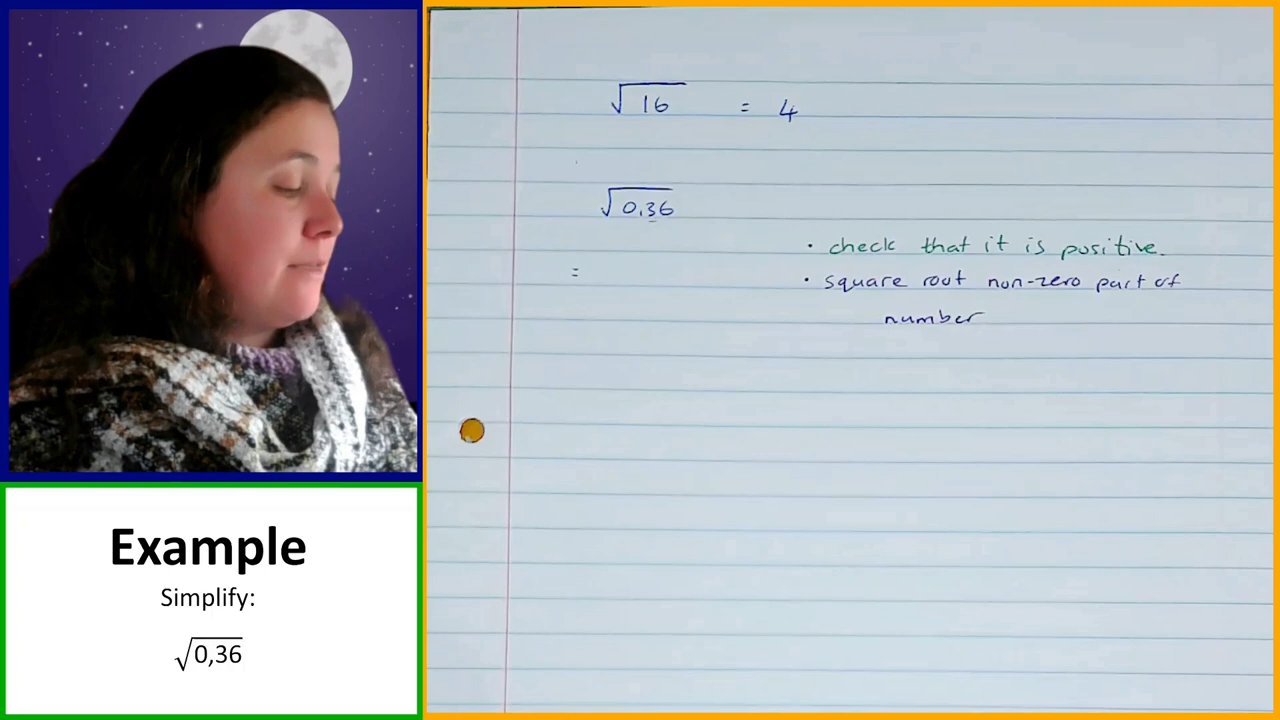 √16 = 4
√0,36
=
· check that it is positive.
· square root non-zero part of
number
Example
Simplify:
√0,36